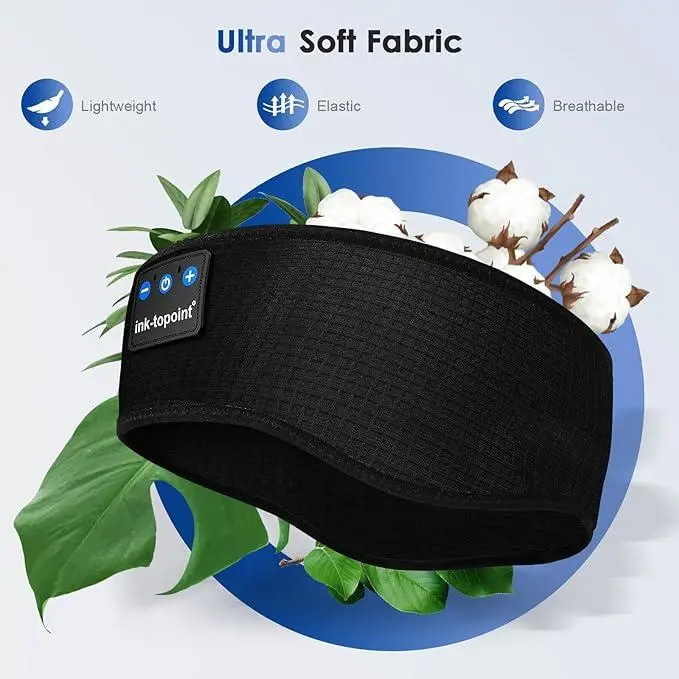 Ultra Soft Fabric
Lightweight
Elastic
Breathable
ink-topoint°